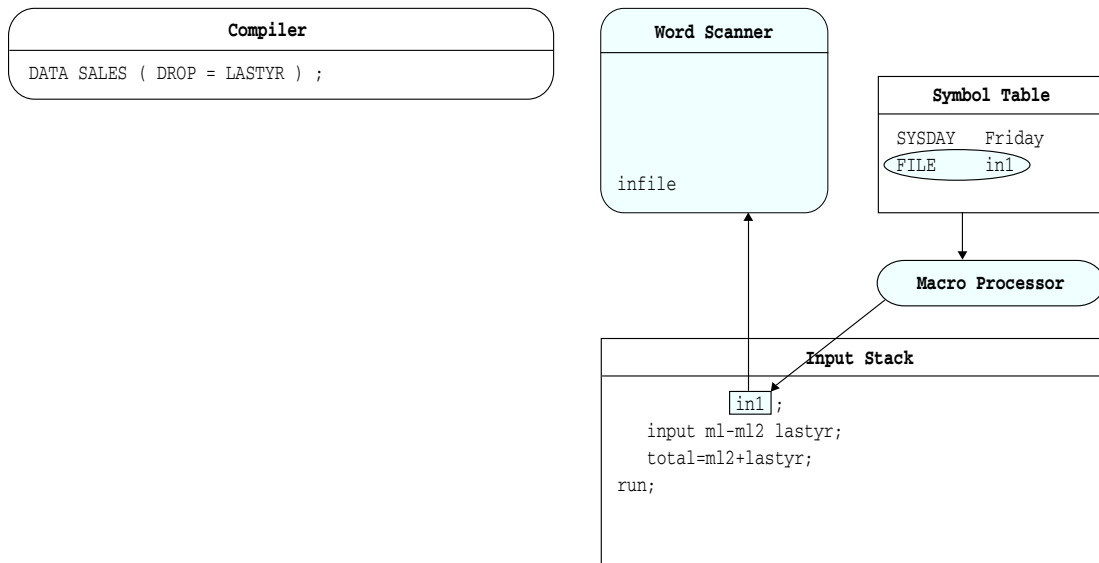 Compiler
DATA SALES ( DROP = LASTYR ) ;
Word Scanner
infile
Symbol Table
SYSDAY Friday
FILE in1
Macro Processor
Input Stack
in1 ;
input ml-ml2 lastyr;
total=ml2+lastyr;
run;